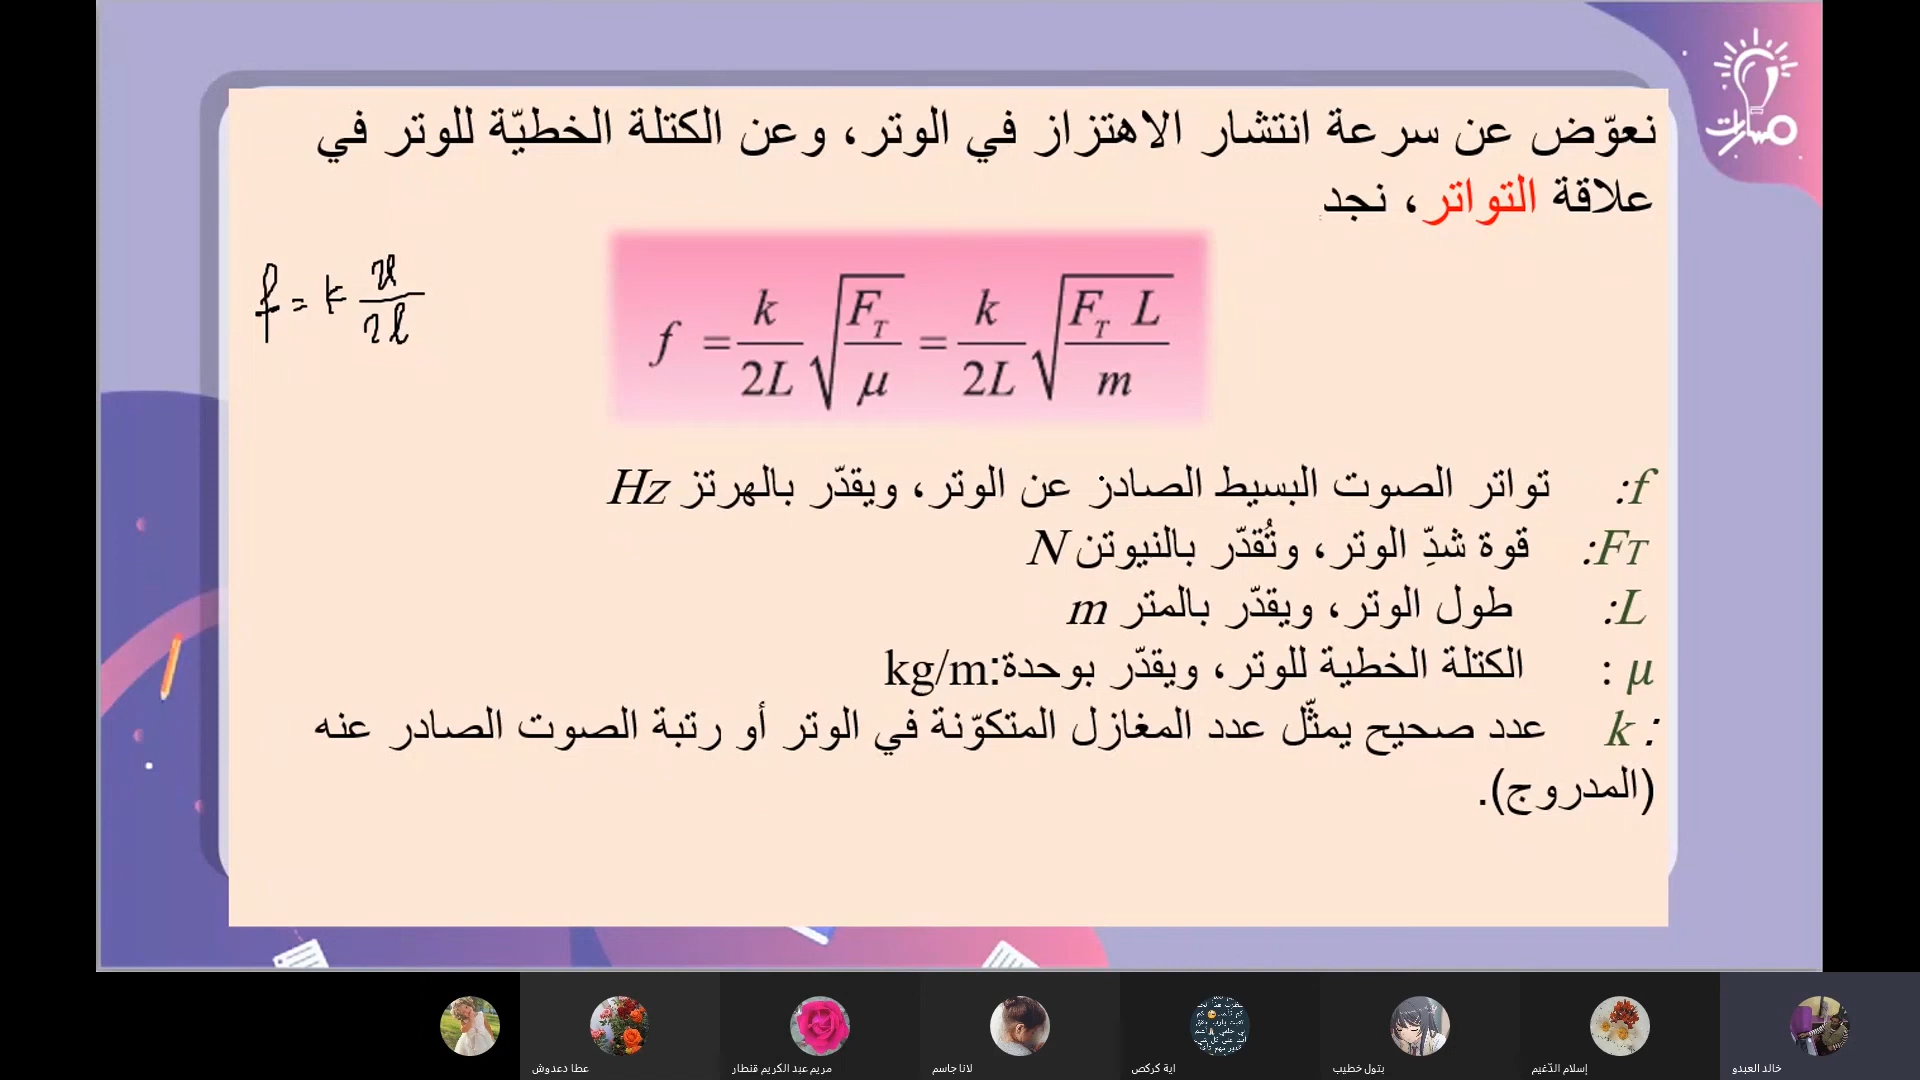 مسارات
نعوّض عن سرعة انتشار الاهتزاز في الوتر، وعن الكتلة الخطيّة للوتر في
علاقة التواتر، نجد
f = k v/2L
f = k/2L √(F_T/μ) = k/2L √(F_T L/m)
f: تواتر الصوت البسيط الصادر عن الوتر، ويقدّر بالهرتز Hz
FT: قوة شدِّ الوتر، وتُقدّر بالنيوتن N
L: طول الوتر، ويقدّر بالمتر m
μ : الكتلة الخطية للوتر، ويقدّر بوحدة:kg/m
k : عدد صحيح يمثّل عدد المغازل المتكوّنة في الوتر أو رتبة الصوت الصادر عنه
(المدروج).
خالد العبدو
إسلام الدّغيم
بتول خطيب
اية كركص
لانا جاسم
مريم عبد الكريم قنطار
عطا دعدوش